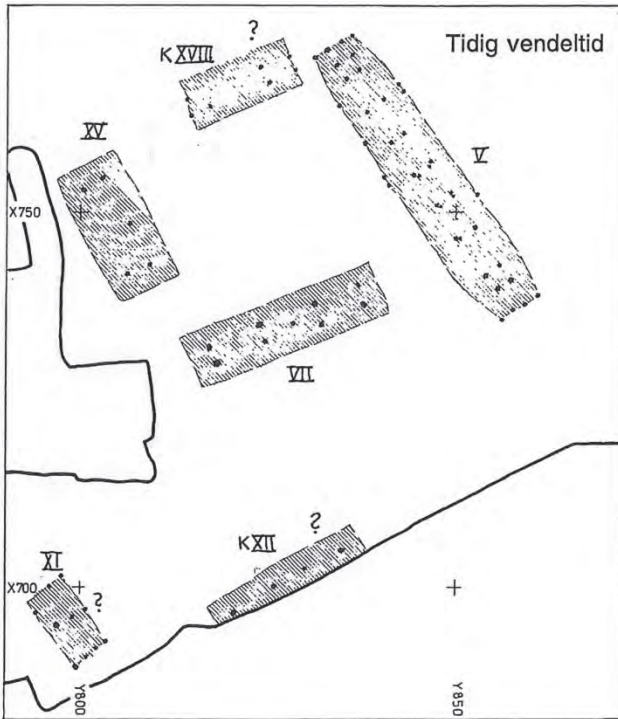 Tidig vendeltid
?
K XVIII
XV
V
X750
VII
?
K XII
XI
?
X700
Y800
Y850